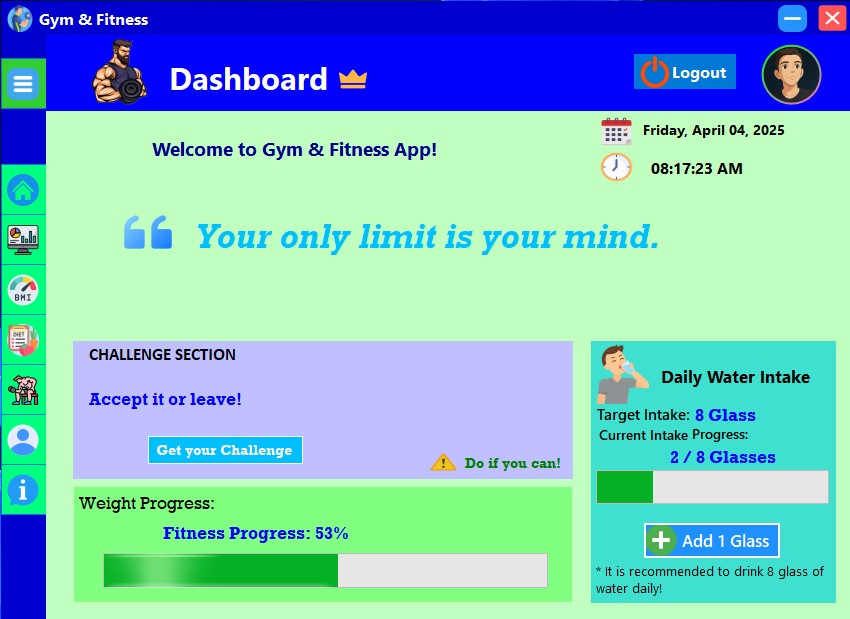 Gym & Fitness
Dashboard
Logout
Friday, April 04, 2025
Welcome to Gym & Fitness App!
08:17:23 AM
Your only limit is your mind.
BMI
DIET
CHALLENGE SECTION
Accept it or leave!
Get your Challenge
Do if you can!
Weight Progress:
Fitness Progress: 53%
Daily Water Intake
Target Intake: 8 Glass
Current Intake Progress:
2 / 8 Glasses
Add 1 Glass
* It is recommended to drink 8 glass of
water daily!